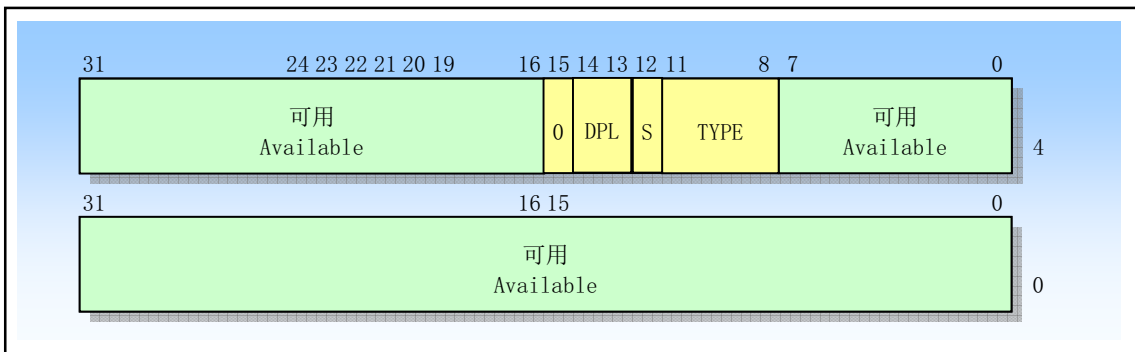 31 24 23 22 21 20 19 16 15 14 13 12 11 8 7 0
可用 Available
0 DPL S TYPE
可用 Available
4
31 16 15 0
可用
Available
0